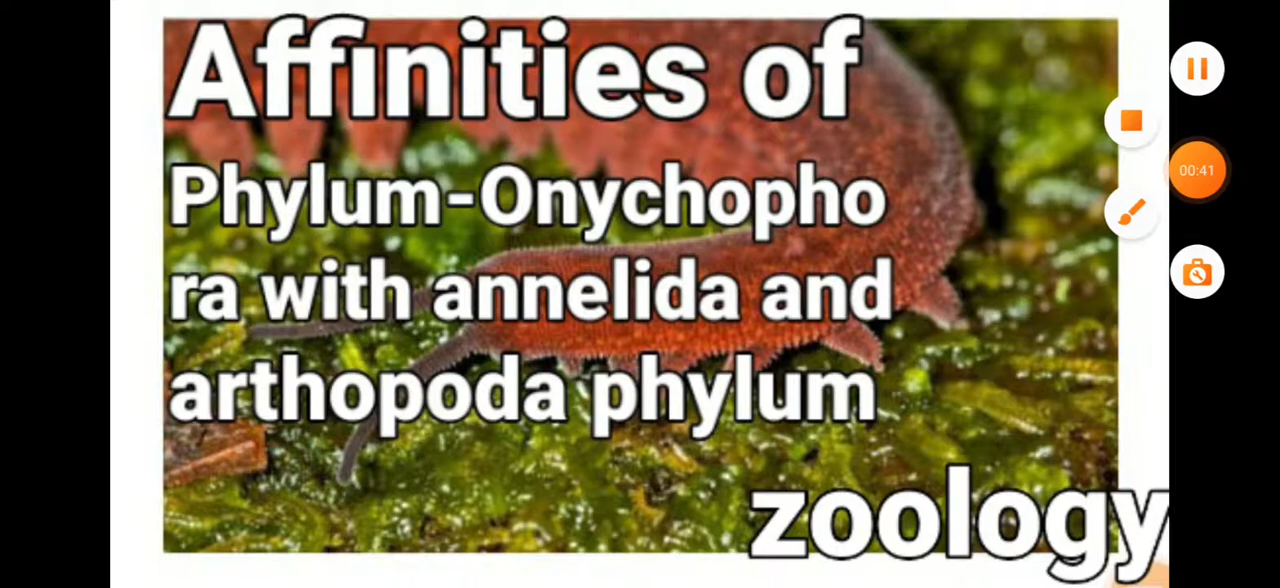 Affinities of
Phylum-Onychopho
ra with annelida and
arthopoda phylum
zoology
00:41